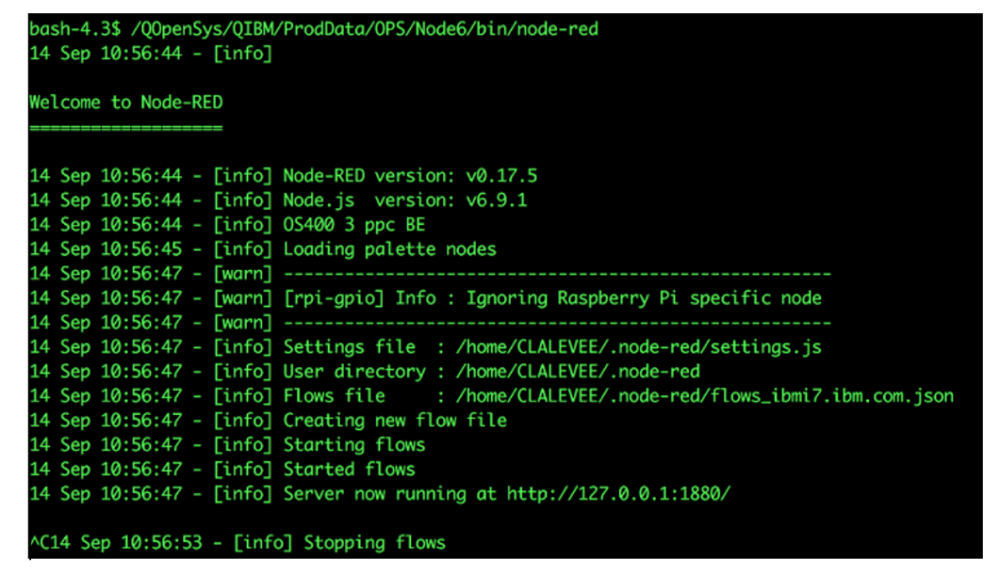 bash-4.3$ /QOpenSys/QIBM/ProdData/OPS/Node6/bin/node-red
14 Sep 10:56:44 - [info]
Welcome to Node-RED
===================
14 Sep 10:56:44 - [info] Node-RED version: v0.17.5
14 Sep 10:56:44 - [info] Node.js  version: v6.9.1
14 Sep 10:56:44 - [info] OS400 3 ppc BE
14 Sep 10:56:45 - [info] Loading palette nodes
14 Sep 10:56:47 - [warn] ------------------------------------------------------
14 Sep 10:56:47 - [warn] [rpi-gpio] Info : Ignoring Raspberry Pi specific node
14 Sep 10:56:47 - [warn] ------------------------------------------------------
14 Sep 10:56:47 - [info] Settings file  : /home/CLALEVEE/.node-red/settings.js
14 Sep 10:56:47 - [info] User directory : /home/CLALEVEE/.node-red
14 Sep 10:56:47 - [info] Flows file     : /home/CLALEVEE/.node-red/flows_ibmi7.ibm.com.json
14 Sep 10:56:47 - [info] Creating new flow file
14 Sep 10:56:47 - [info] Starting flows
14 Sep 10:56:47 - [info] Started flows
14 Sep 10:56:47 - [info] Server now running at http://127.0.0.1:1880/
^C14 Sep 10:56:53 - [info] Stopping flows